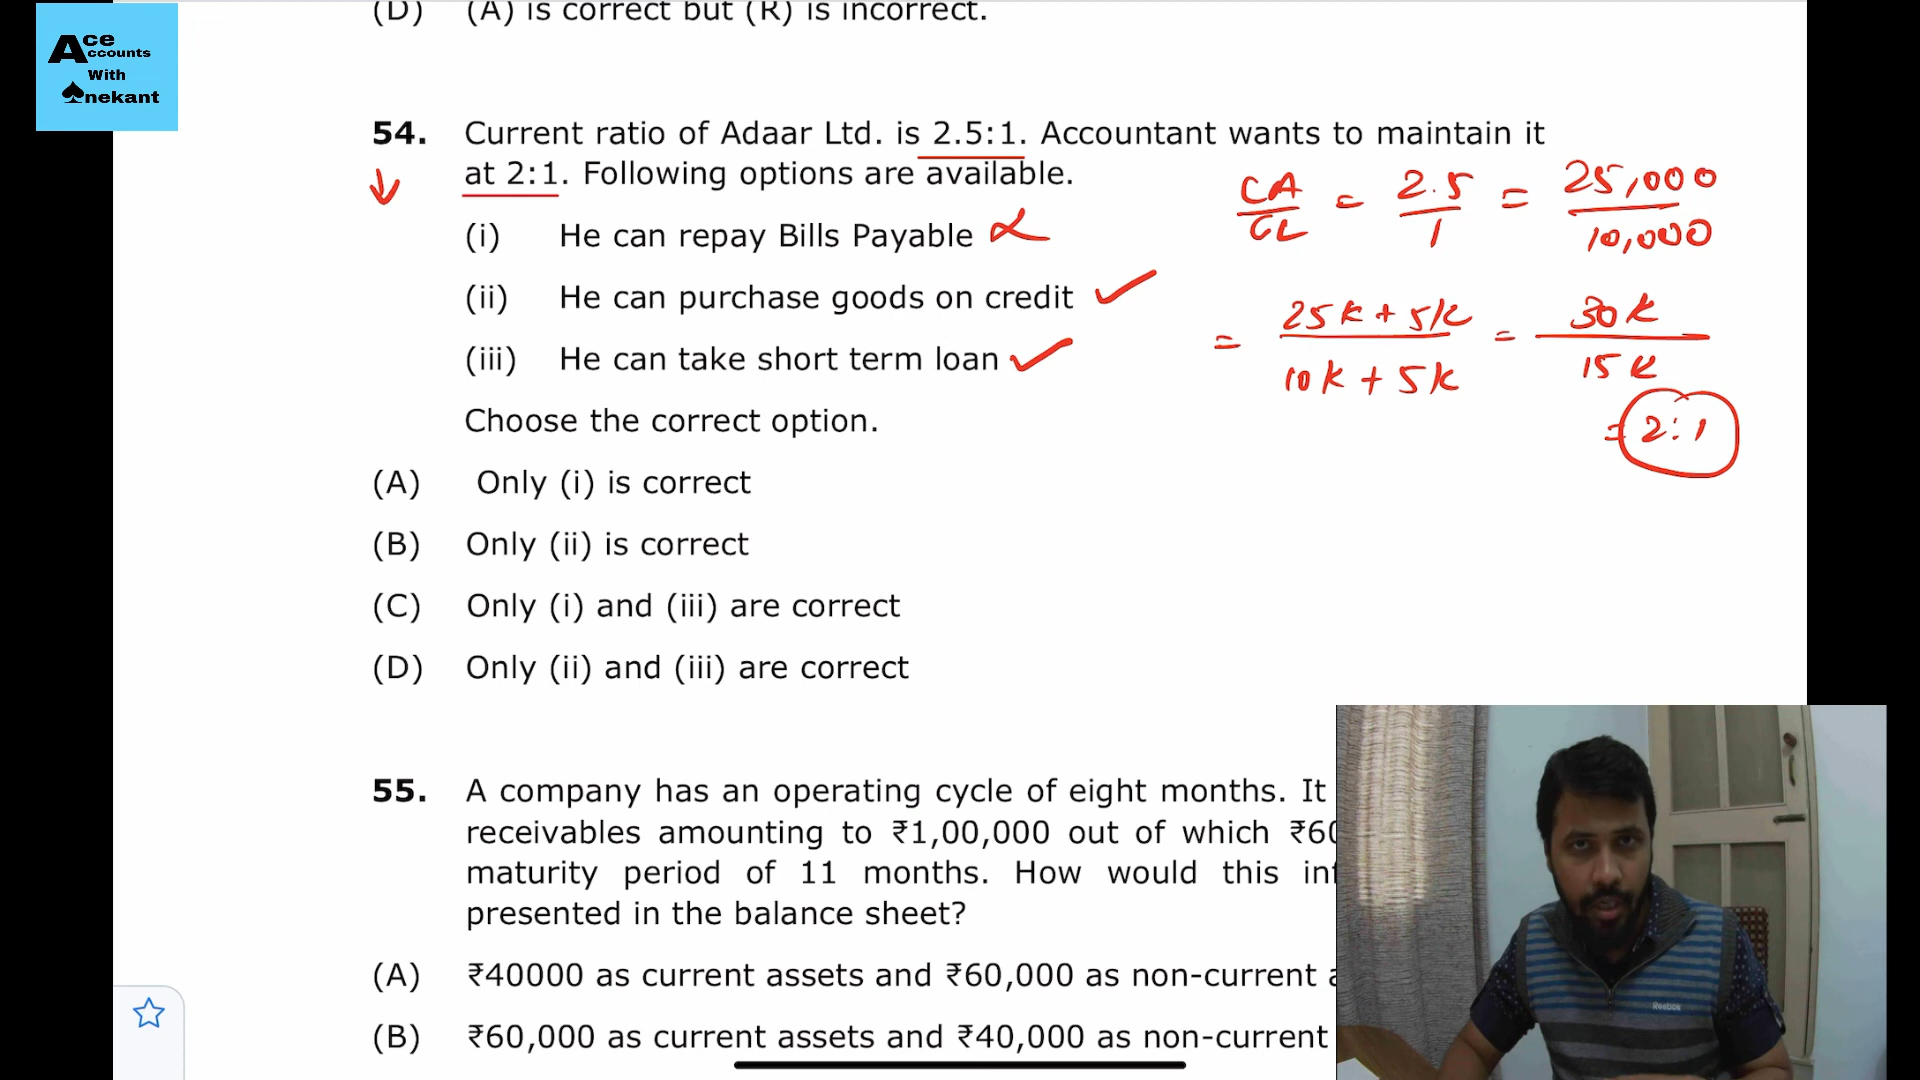 Ace
Accounts
With
Anekant
(D) (A) is correct but (R) is incorrect.
54. Current ratio of Adaar Ltd. is 2.5:1. Accountant wants to maintain it
at 2:1. Following options are available.
(i) He can repay Bills Payable
(ii) He can purchase goods on credit
(iii) He can take short term loan
Choose the correct option.
(A) Only (i) is correct
(B) Only (ii) is correct
(C) Only (i) and (iii) are correct
(D) Only (ii) and (iii) are correct
CA/CL = 2.5/1 = 25,000/10,000
= 25k + 5k/10k + 5k = 30k/15k
= 2:1
55. A company has an operating cycle of eight months. It
receivables amounting to ₹1,00,000 out of which ₹60
maturity period of 11 months. How would this inf
presented in the balance sheet?
(A) ₹40000 as current assets and ₹60,000 as non-current a
(B) ₹60,000 as current assets and ₹40,000 as non-current
Reebok